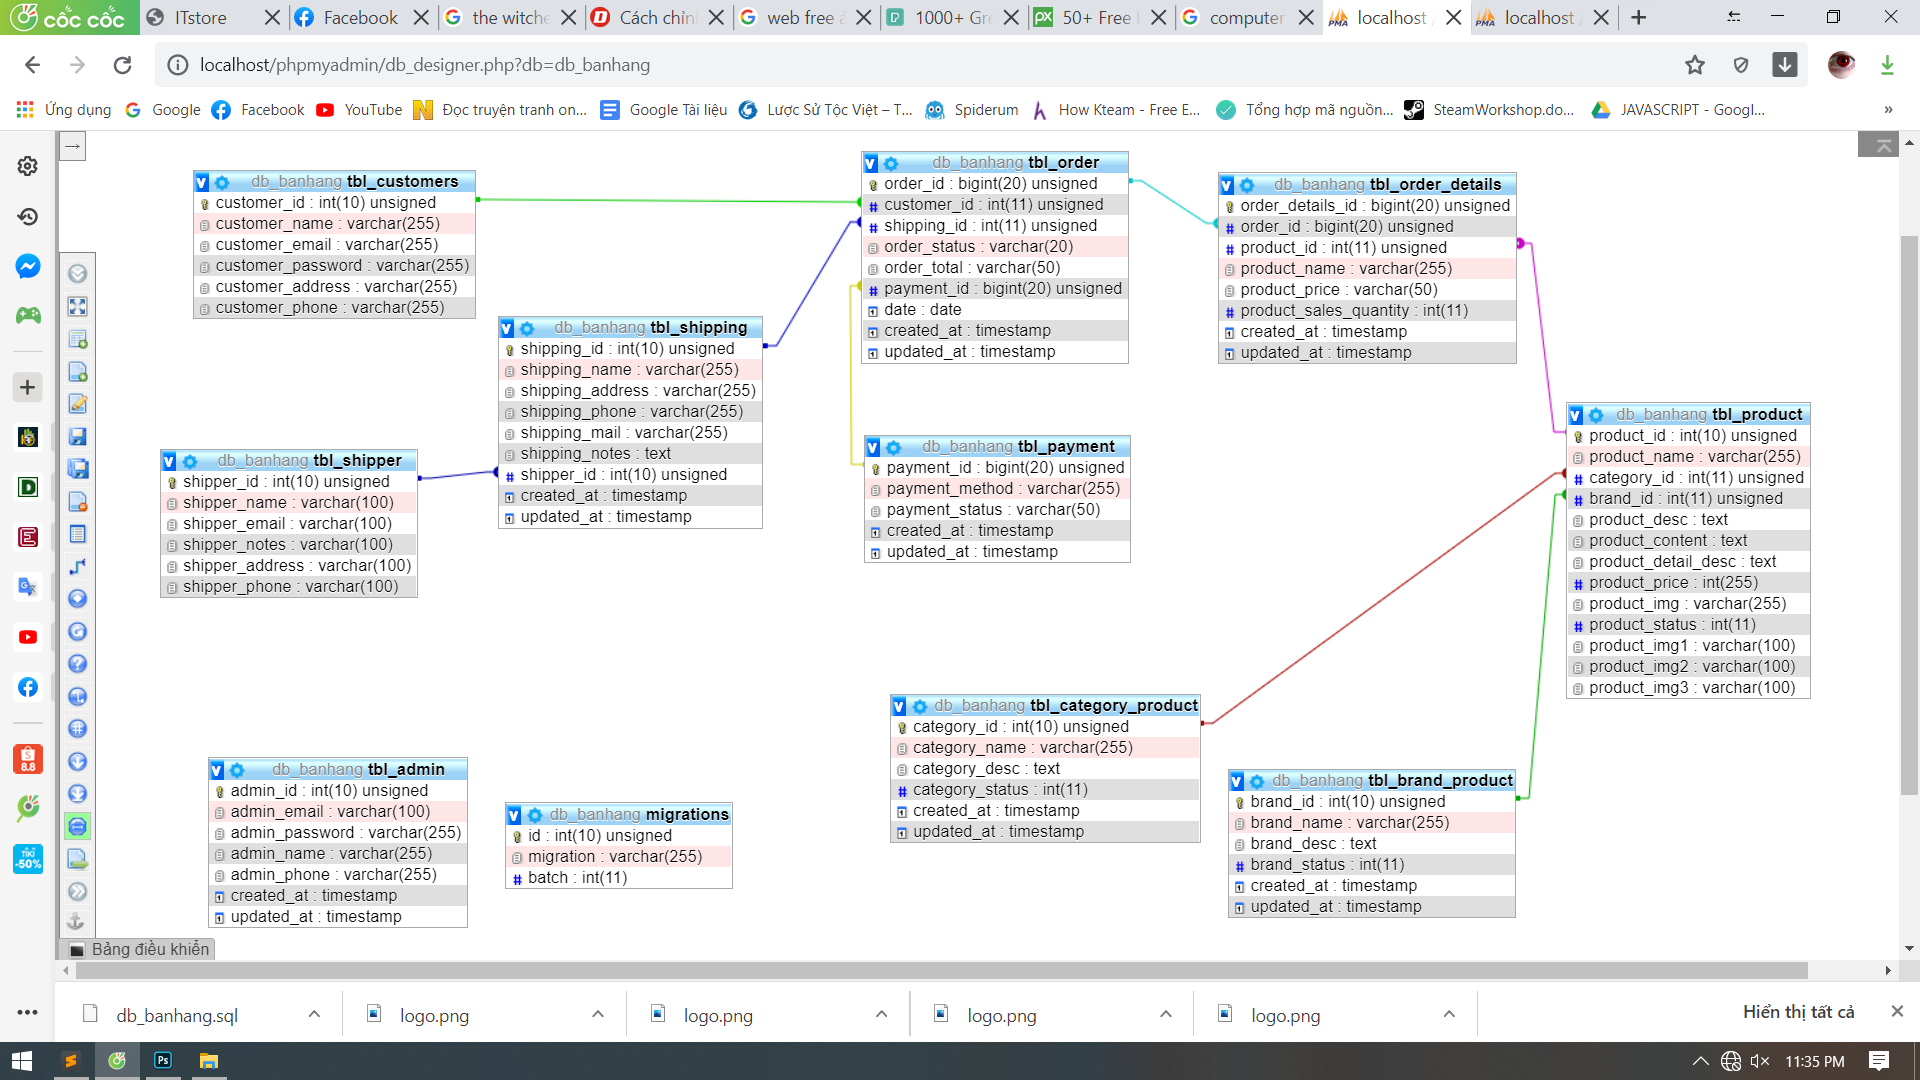 cốc cốc
ITstore
Facebook
the witche
Cách chỉnh
web free
1000+ Gr
50+ Free
computer
localhost
localhost
localhost/phpmyadmin/db_designer.php?db=db_banhang
Ứng dụng
Google
Facebook
YouTube
Đọc truyện tranh on...
Google Tài liệu
Lược Sử Tộc Việt – T...
Spiderum
How Kteam - Free E...
Tổng hợp mã nguồn...
SteamWorkshop.do...
JAVASCRIPT - Googl...
»
db_banhang tbl_customers
customer_id : int(10) unsigned
customer_name : varchar(255)
customer_email : varchar(255)
customer_password : varchar(255)
customer_address : varchar(255)
customer_phone : varchar(255)
db_banhang tbl_order
order_id : bigint(20) unsigned
customer_id : int(11) unsigned
shipping_id : int(11) unsigned
order_status : varchar(20)
order_total : varchar(50)
payment_id : bigint(20) unsigned
date : date
created_at : timestamp
updated_at : timestamp
db_banhang tbl_order_details
order_details_id : bigint(20) unsigned
order_id : bigint(20) unsigned
product_id : int(11) unsigned
product_name : varchar(255)
product_price : varchar(50)
product_sales_quantity : int(11)
created_at : timestamp
updated_at : timestamp
db_banhang tbl_shipping
shipping_id : int(10) unsigned
shipping_name : varchar(255)
shipping_address : varchar(255)
shipping_phone : varchar(255)
shipping_mail : varchar(255)
shipping_notes : text
shipper_id : int(10) unsigned
created_at : timestamp
updated_at : timestamp
db_banhang tbl_shipper
shipper_id : int(10) unsigned
shipper_name : varchar(100)
shipper_email : varchar(100)
shipper_notes : varchar(100)
shipper_address : varchar(100)
shipper_phone : varchar(100)
db_banhang tbl_payment
payment_id : bigint(20) unsigned
payment_method : varchar(255)
payment_status : varchar(50)
created_at : timestamp
updated_at : timestamp
db_banhang tbl_product
product_id : int(10) unsigned
product_name : varchar(255)
category_id : int(11) unsigned
brand_id : int(11) unsigned
product_desc : text
product_content : text
product_detail_desc : text
product_price : int(255)
product_img : varchar(255)
product_status : int(11)
product_img1 : varchar(100)
product_img2 : varchar(100)
product_img3 : varchar(100)
db_banhang tbl_category_product
category_id : int(10) unsigned
category_name : varchar(255)
category_desc : text
category_status : int(11)
created_at : timestamp
updated_at : timestamp
db_banhang tbl_brand_product
brand_id : int(10) unsigned
brand_name : varchar(255)
brand_desc : text
brand_status : int(11)
created_at : timestamp
updated_at : timestamp
db_banhang tbl_admin
admin_id : int(10) unsigned
admin_email : varchar(100)
admin_password : varchar(255)
admin_name : varchar(255)
admin_phone : varchar(255)
created_at : timestamp
updated_at : timestamp
db_banhang migrations
id : int(10) unsigned
migration : varchar(255)
batch : int(11)
8.8
TIKI
-50%
Bảng điều khiển
db_banhang.sql
logo.png
logo.png
logo.png
logo.png
Hiển thị tất cả
Ps
11:35 PM